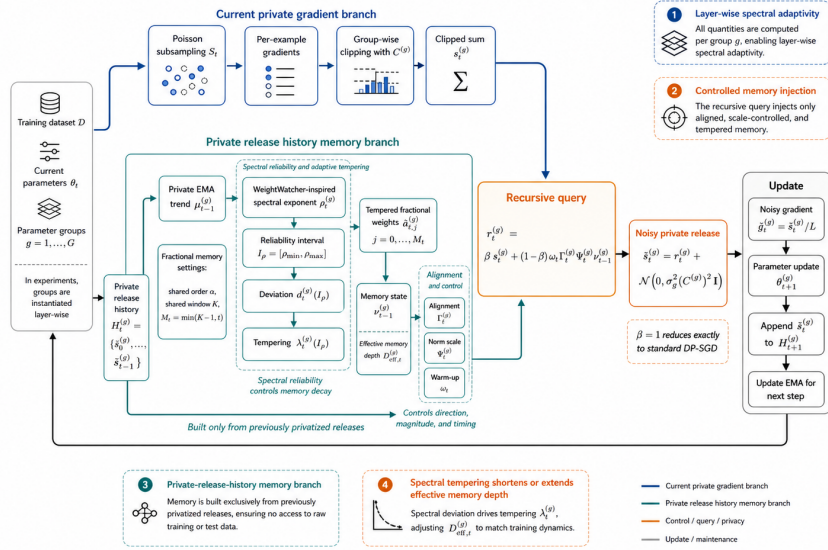 Current private gradient branch
Poisson
subsampling S_t
Per-example
gradients
Group-wise
clipping with C^{(g)}
Clipped sum
s_t^{(g)}
Σ
1
Layer-wise spectral adaptivity
All quantities are computed
per group g, enabling layer-wise
spectral adaptivity.
2
Controlled memory injection
The recursive query injects only
aligned, scale-controlled, and
tempered memory.
Training dataset D
Current
parameters θ_t
Parameter groups
g = 1, …, G
In experiments,
groups are
instantiated
layer-wise
Private release history memory branch
Private
release
history
H_t^{(g)} =
{s̃_0^{(g)}, …,
s̃_{t−1}^{(g)}}
Private EMA
trend μ_{t−1}^{(g)}
Fractional memory
settings:
shared order α,
shared window K,
M_t = min(K−1, t)
Spectral reliability and adaptive tempering
WeightWatcher-inspired
spectral exponent ρ_t^{(g)}
Reliability interval
I_ρ = [ρ_min, ρ_max]
Deviation d_t^{(g)}(I_ρ)
Tempering λ_t^{(g)}(I_ρ)
Spectral reliability
controls memory decay
Tempered fractional
weights
j = 0, …, M_t
Memory state
ν_{t−1}^{(g)}
Effective memory
depth D_{eff,t}^{(g)}
Alignment
and control
Alignment
Γ_t^{(g)}
Norm scale
Ψ_t^{(g)}
Warm-up
ω_t
Built only from previously privatized releases
Controls direction,
magnitude, and timing
Recursive query
r_t^{(g)} =
β s_t^{(g)} + (1−β) ω_t Γ_t^{(g)} Ψ_t^{(g)} ν_{t−1}^{(g)}
Noisy private release
s̃_t^{(g)} = r_t^{(g)} +
N(0, σ_g^2 (C^{(g)})^2 I)
β = 1 reduces exactly
to standard DP-SGD
Update
Noisy gradient
g̃_t^{(g)} = s̃_t^{(g)}/L
Parameter update
θ_{t+1}^{(g)}
Append s̃_t^{(g)}
to H_{t+1}^{(g)}
Update EMA for
next step
3
Private-release-history memory branch
Memory is built exclusively from previously
privatized releases, ensuring no access to raw
training or test data.
4
Spectral tempering shortens or extends
effective memory depth
Spectral deviation drives tempering λ_t^{(g)},
adjusting D_{eff,t}^{(g)} to match training dynamics.
Current private gradient branch
Private release history memory branch
Control / query / privacy
Update / maintenance